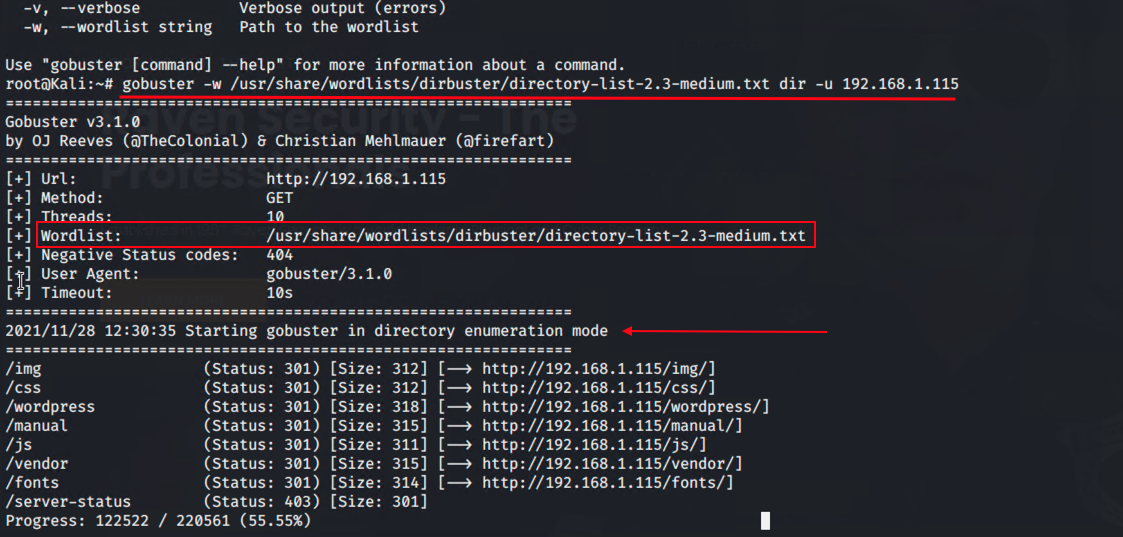 -v, --verbose Verbose output (errors)
-w, --wordlist string Path to the wordlist
Use "gobuster [command] --help" for more information about a command.
root@Kali:~# gobuster -w /usr/share/wordlists/dirbuster/directory-list-2.3-medium.txt dir -u 192.168.1.115
===============================================================
Gobuster v3.1.0
by OJ Reeves (@TheColonial) & Christian Mehlmauer (@firefart)
===============================================================
[+] Url: http://192.168.1.115
[+] Method: GET
[+] Threads: 10
[+] Wordlist: /usr/share/wordlists/dirbuster/directory-list-2.3-medium.txt
[+] Negative Status codes: 404
[+] User Agent: gobuster/3.1.0
[+] Timeout: 10s
===============================================================
2021/11/28 12:30:35 Starting gobuster in directory enumeration mode
===============================================================
/img (Status: 301) [Size: 312] [--> http://192.168.1.115/img/]
/css (Status: 301) [Size: 312] [--> http://192.168.1.115/css/]
/wordpress (Status: 301) [Size: 318] [--> http://192.168.1.115/wordpress/]
/manual (Status: 301) [Size: 315] [--> http://192.168.1.115/manual/]
/js (Status: 301) [Size: 311] [--> http://192.168.1.115/js/]
/vendor (Status: 301) [Size: 315] [--> http://192.168.1.115/vendor/]
/fonts (Status: 301) [Size: 314] [--> http://192.168.1.115/fonts/]
/server-status (Status: 403) [Size: 301]
Progress: 122522 / 220561 (55.55%)
Security - The
Professionals